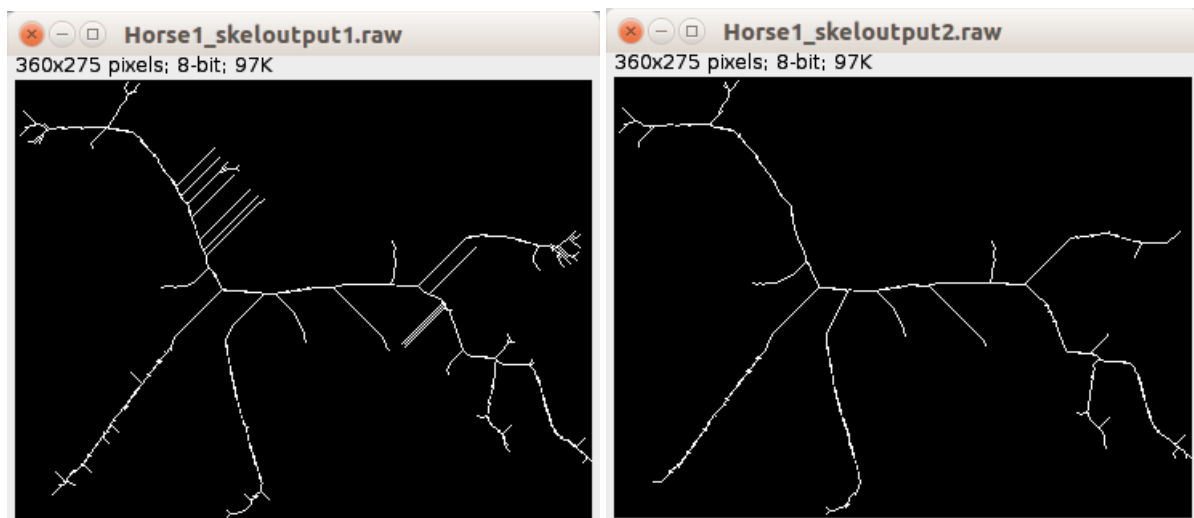 Horse1_skeloutput1.raw
360x275 pixels; 8-bit; 97K
Horse1_skeloutput2.raw
360x275 pixels; 8-bit; 97K